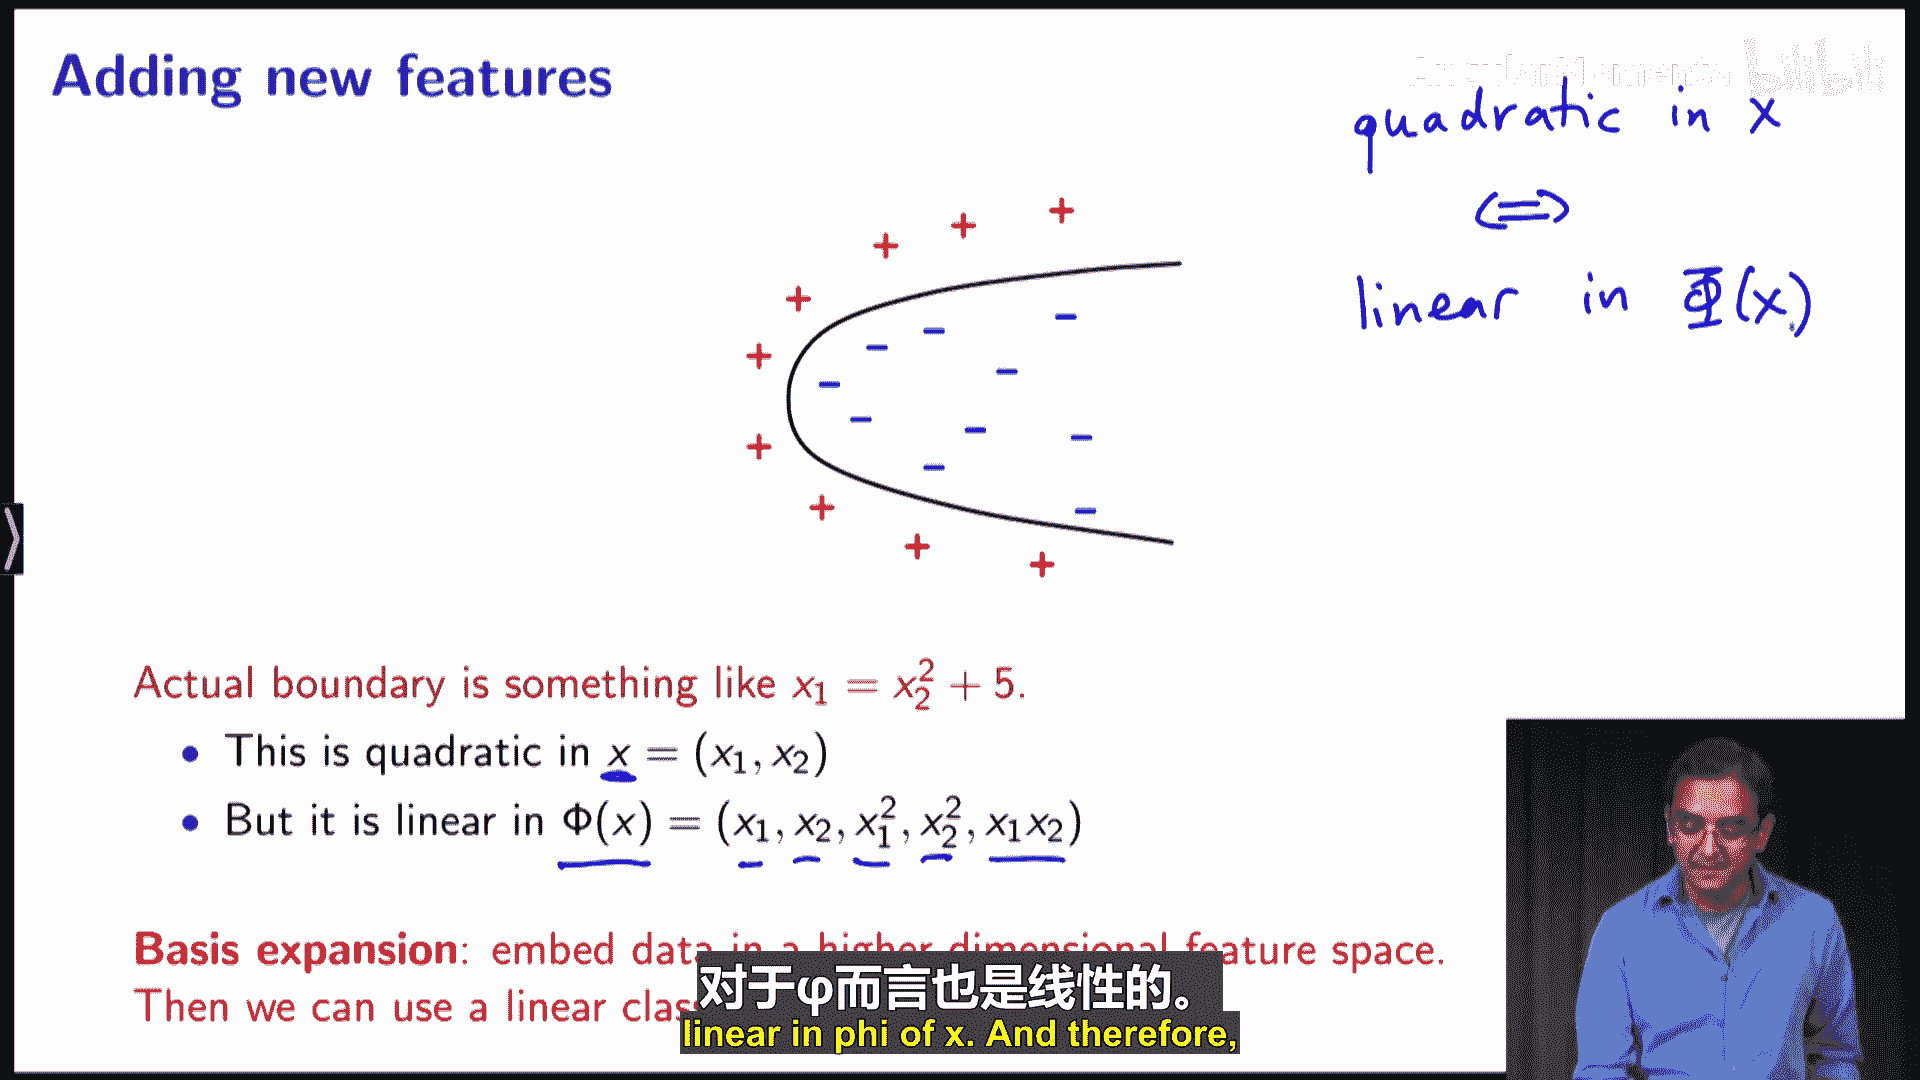 Adding new features
bilibili
quadratic in x
⟺
linear in Φ(x)
Actual boundary is something like x₁ = x₂² + 5.
• This is quadratic in x = (x₁, x₂)
• But it is linear in Φ(x) = (x₁, x₂, x₁², x₂², x₁x₂)
Basis expansion: embed data in a higher dimensional feature space.
Then we can use a linear
对于φ而言也是线性的。
linear in phi of x. And therefore,